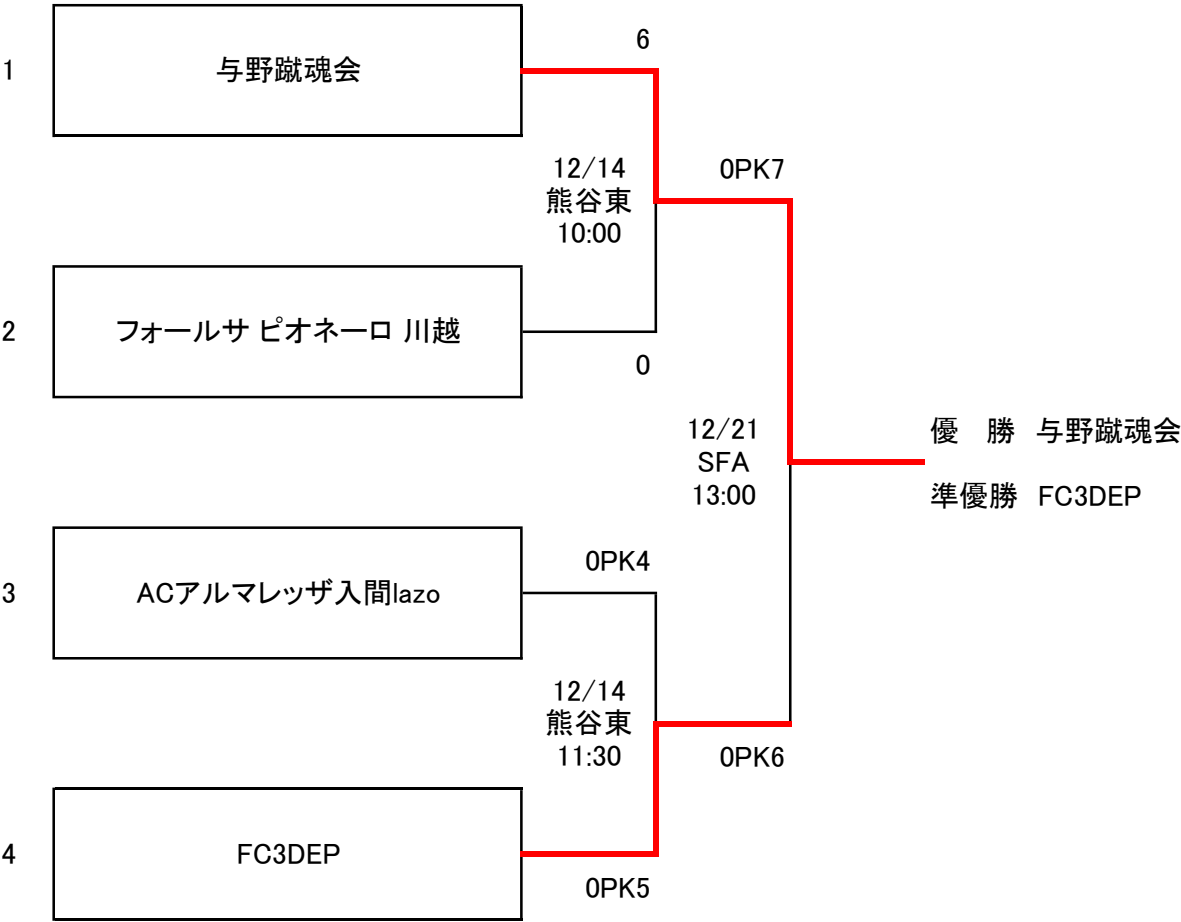 6
1
与野蹴魂会
12/14
熊谷東
10:00
0PK7
2
フォールサ ピオネーロ 川越
0
12/21
SFA
13:00
優　勝　与野蹴魂会
準優勝　FC3DEP
0PK4
3
ACアルマレッザ入間lazo
12/14
熊谷東
11:30
0PK6
4
FC3DEP
0PK5